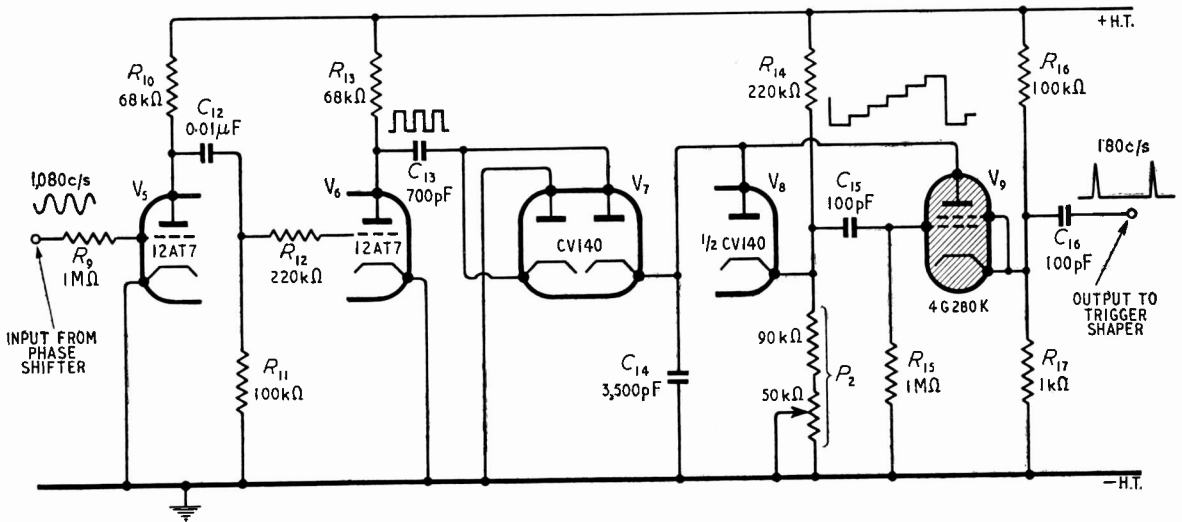 +H.T.
R10
68kΩ
R13
68kΩ
R14
220kΩ
R16
100kΩ
C12
0·01µF
1,080c/s
V5
V6
C13
700pF
V7
V8
C15
100pF
V9
180c/s
R9
1MΩ
12AT7
R12
220kΩ
12AT7
CV140
1/2 CV140
4G280K
C16
100pF
INPUT FROM
PHASE
SHIFTER
OUTPUT TO
TRIGGER
SHAPER
R11
100kΩ
C14
3,500pF
90kΩ
50kΩ
P2
R15
1MΩ
R17
1kΩ
—H.T.